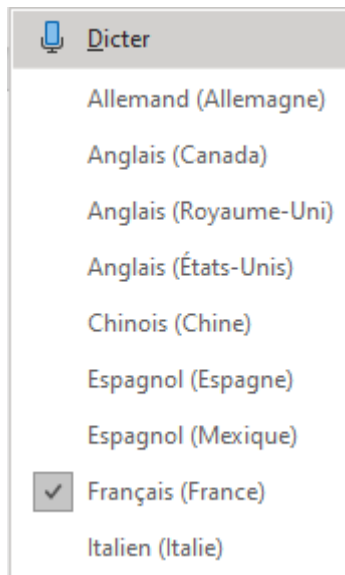 Dicter
Allemand (Allemagne)
Anglais (Canada)
Anglais (Royaume-Uni)
Anglais (États-Unis)
Chinois (Chine)
Espagnol (Espagne)
Espagnol (Mexique)
Français (France)
Italien (Italie)